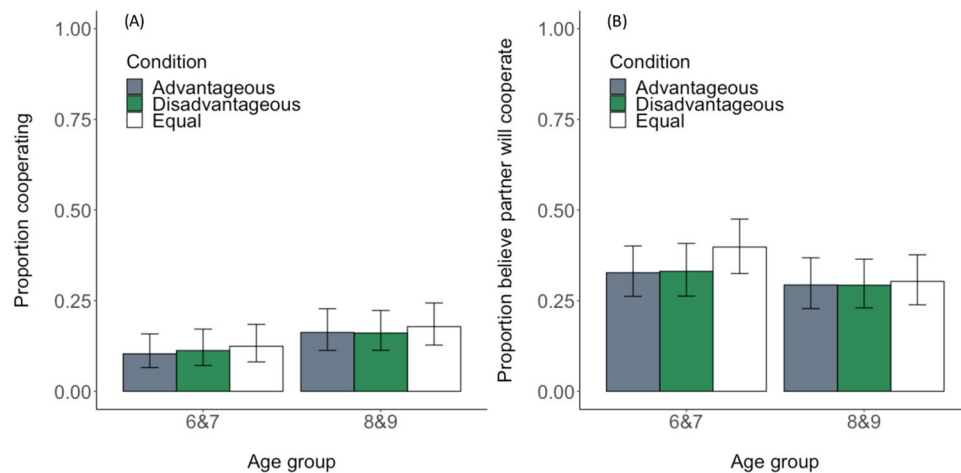 (A)
Proportion cooperating
1.00
0.75
0.50
0.25
0.00
Condition
Advantageous
Disadvantageous
Equal
6&7
8&9
Age group
(B)
Proportion believe partner will cooperate
1.00
0.75
0.50
0.25
0.00
Condition
Advantageous
Disadvantageous
Equal
6&7
8&9
Age group